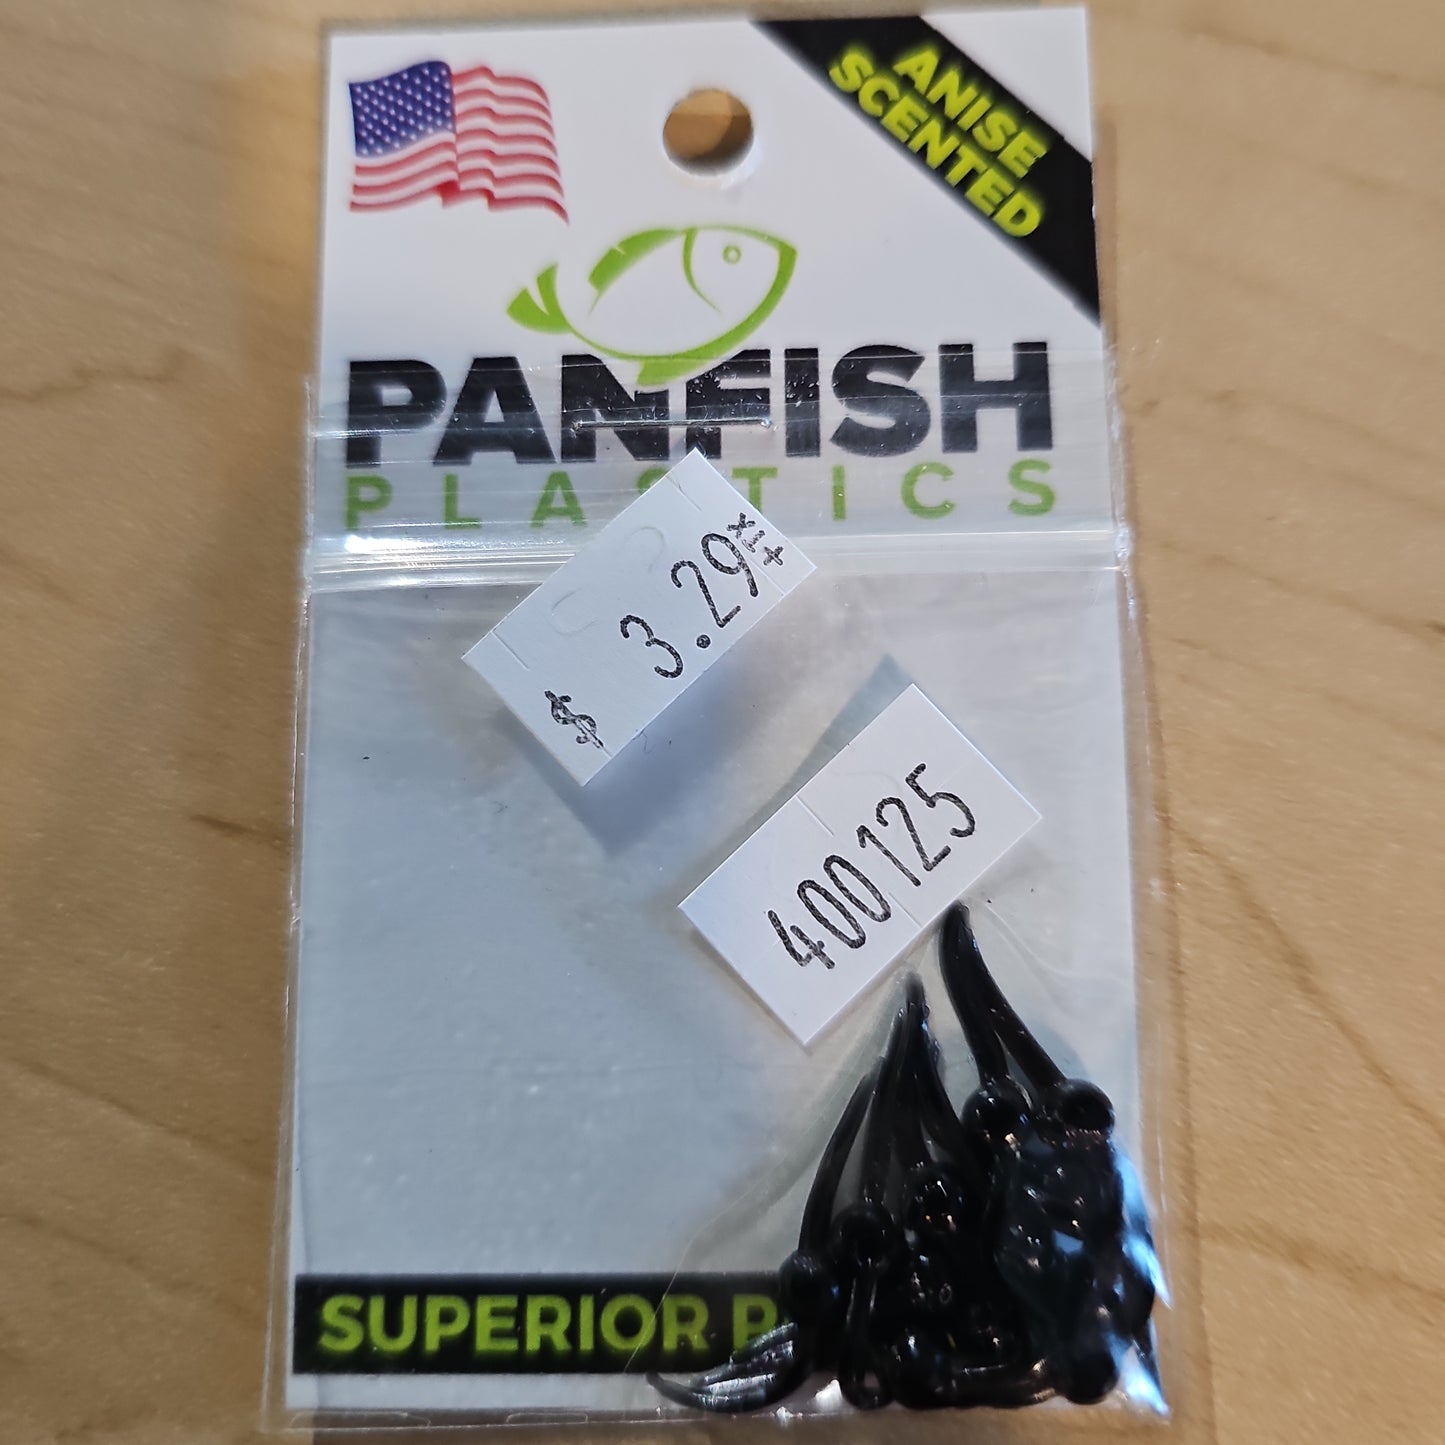 ANISE
SCENTED
PANFISH
PLASTICS
$ 3.29
400125
SUPERIOR